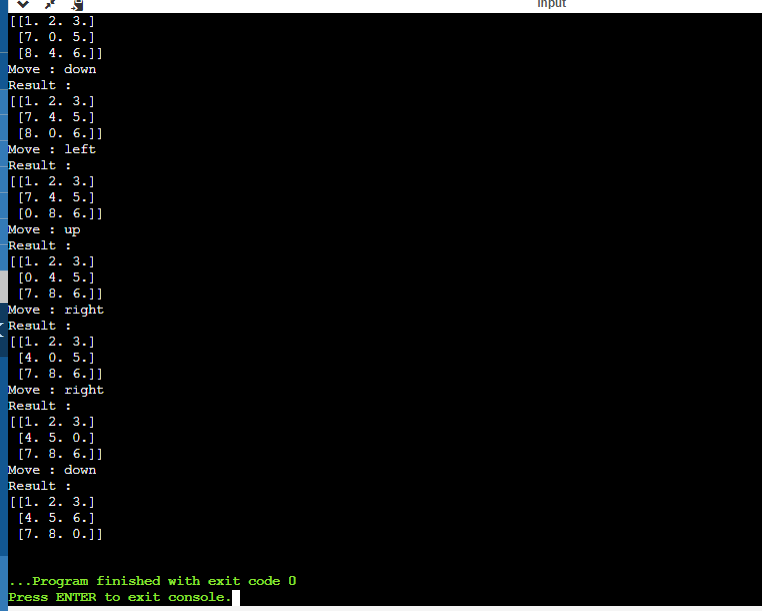 input
[[1. 2. 3.]
 [7. 0. 5.]
 [8. 4. 6.]]
Move : down
Result :
[[1. 2. 3.]
 [7. 4. 5.]
 [8. 0. 6.]]
Move : left
Result :
[[1. 2. 3.]
 [7. 4. 5.]
 [0. 8. 6.]]
Move : up
Result :
[[1. 2. 3.]
 [0. 4. 5.]
 [7. 8. 6.]]
Move : right
Result :
[[1. 2. 3.]
 [4. 0. 5.]
 [7. 8. 6.]]
Move : right
Result :
[[1. 2. 3.]
 [4. 5. 0.]
 [7. 8. 6.]]
Move : down
Result :
[[1. 2. 3.]
 [4. 5. 6.]
 [7. 8. 0.]]
...Program finished with exit code 0
Press ENTER to exit console.